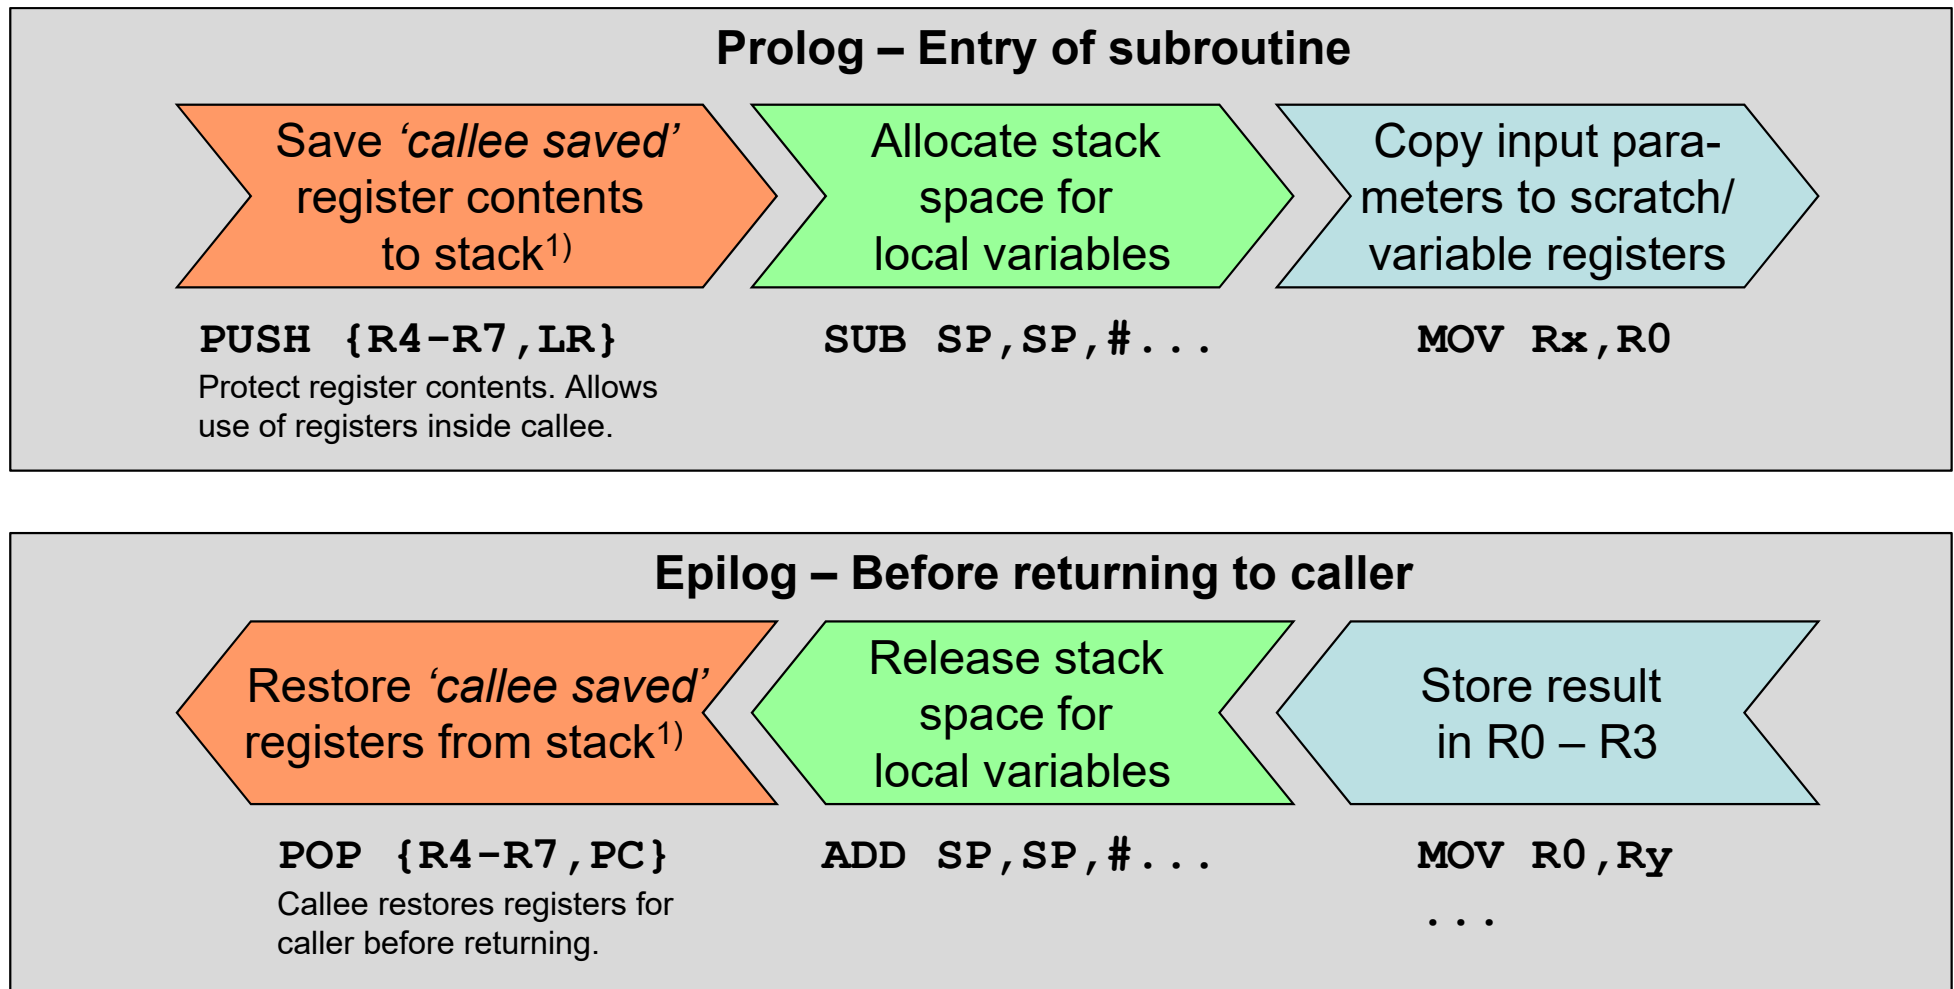 Prolog – Entry of subroutine
Save ‘callee saved’
register contents
to stack1)
PUSH {R4-R7,LR}
Protect register contents. Allows
use of registers inside callee.
Allocate stack
space for
local variables
SUB SP,SP,#...
Copy input para-
meters to scratch/
variable registers
MOV Rx,R0
Epilog – Before returning to caller
Restore ‘callee saved’
registers from stack1)
POP {R4-R7,PC}
Callee restores registers for
caller before returning.
Release stack
space for
local variables
ADD SP,SP,#...
Store result
in R0 – R3
MOV R0,Ry
...